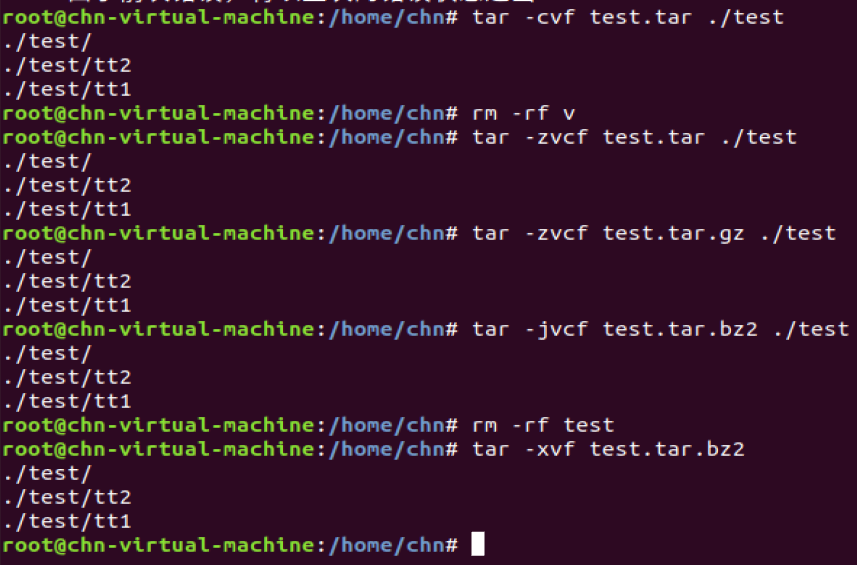 root@chn-virtual-machine:/home/chn# tar -cvf test.tar ./test
./test/
./test/tt2
./test/tt1
root@chn-virtual-machine:/home/chn# rm -rf v
root@chn-virtual-machine:/home/chn# tar -zvcf test.tar ./test
./test/
./test/tt2
./test/tt1
root@chn-virtual-machine:/home/chn# tar -zvcf test.tar.gz ./test
./test/
./test/tt2
./test/tt1
root@chn-virtual-machine:/home/chn# tar -jvcf test.tar.bz2 ./test
./test/
./test/tt2
./test/tt1
root@chn-virtual-machine:/home/chn# rm -rf test
root@chn-virtual-machine:/home/chn# tar -xvf test.tar.bz2
./test/
./test/tt2
./test/tt1
root@chn-virtual-machine:/home/chn#